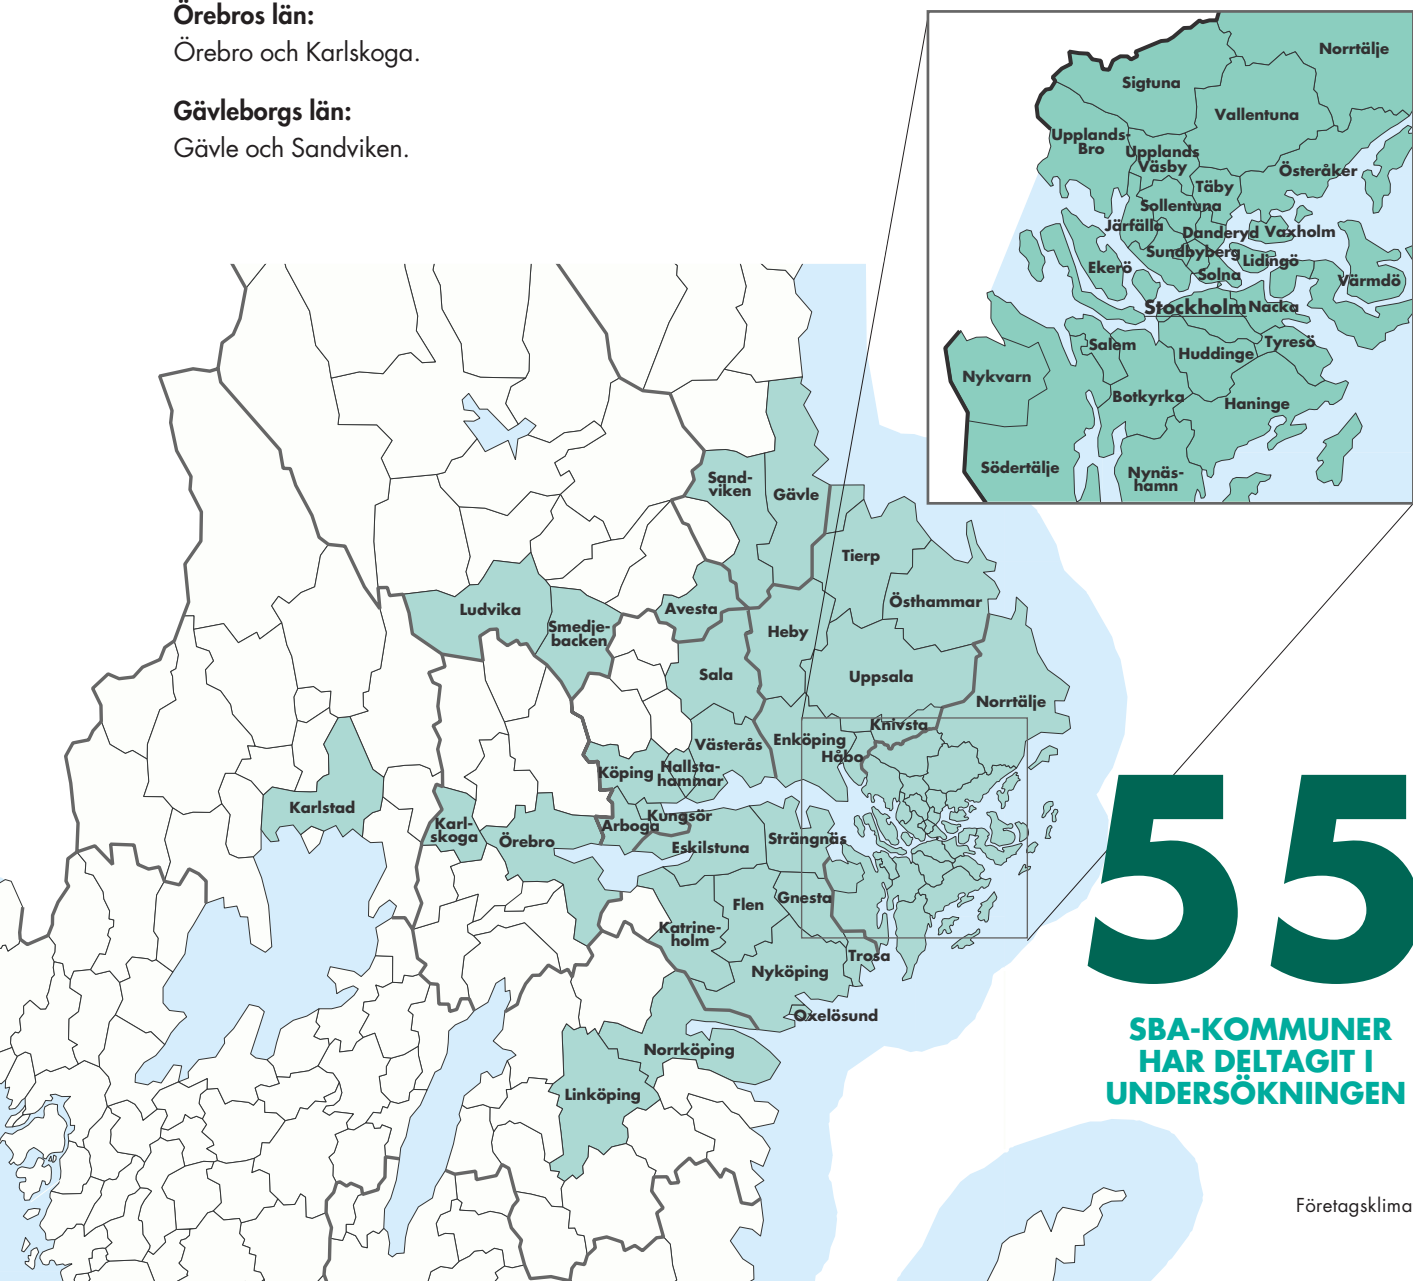 Örebros län:
Örebro och Karlskoga.
Gävleborgs län:
Gävle och Sandviken.
Norrtälje
Sigtuna
Vallentuna
Upplands-
Bro
Upplands
Väsby
Österåker
Täby
Sollentuna
Järfälla
Danderyd
Vaxholm
Sundbyberg
Lidingö
Ekerö
Solna
Värmdö
Stockholm
Nacka
Salem
Huddinge
Tyresö
Nykvarn
Botkyrka
Haninge
Södertälje
Nynäs-
hamn
Sand-
viken
Gävle
Tierp
Östhammar
Ludvika
Avesta
Smedje-
backen
Heby
Sala
Uppsala
Norrtälje
Knivsta
Enköping
Håbo
Västerås
Köping
Hallsta-
hammar
Karlstad
Kungsör
Arboga
Karl-
skoga
Örebro
Eskilstuna
Strängnäs
Flen
Gnesta
Katrine-
holm
Trosa
Nyköping
Oxelösund
Norrköping
Linköping
55
SBA-KOMMUNER
HAR DELTAGIT I
UNDERSÖKNINGEN
Företagsklima